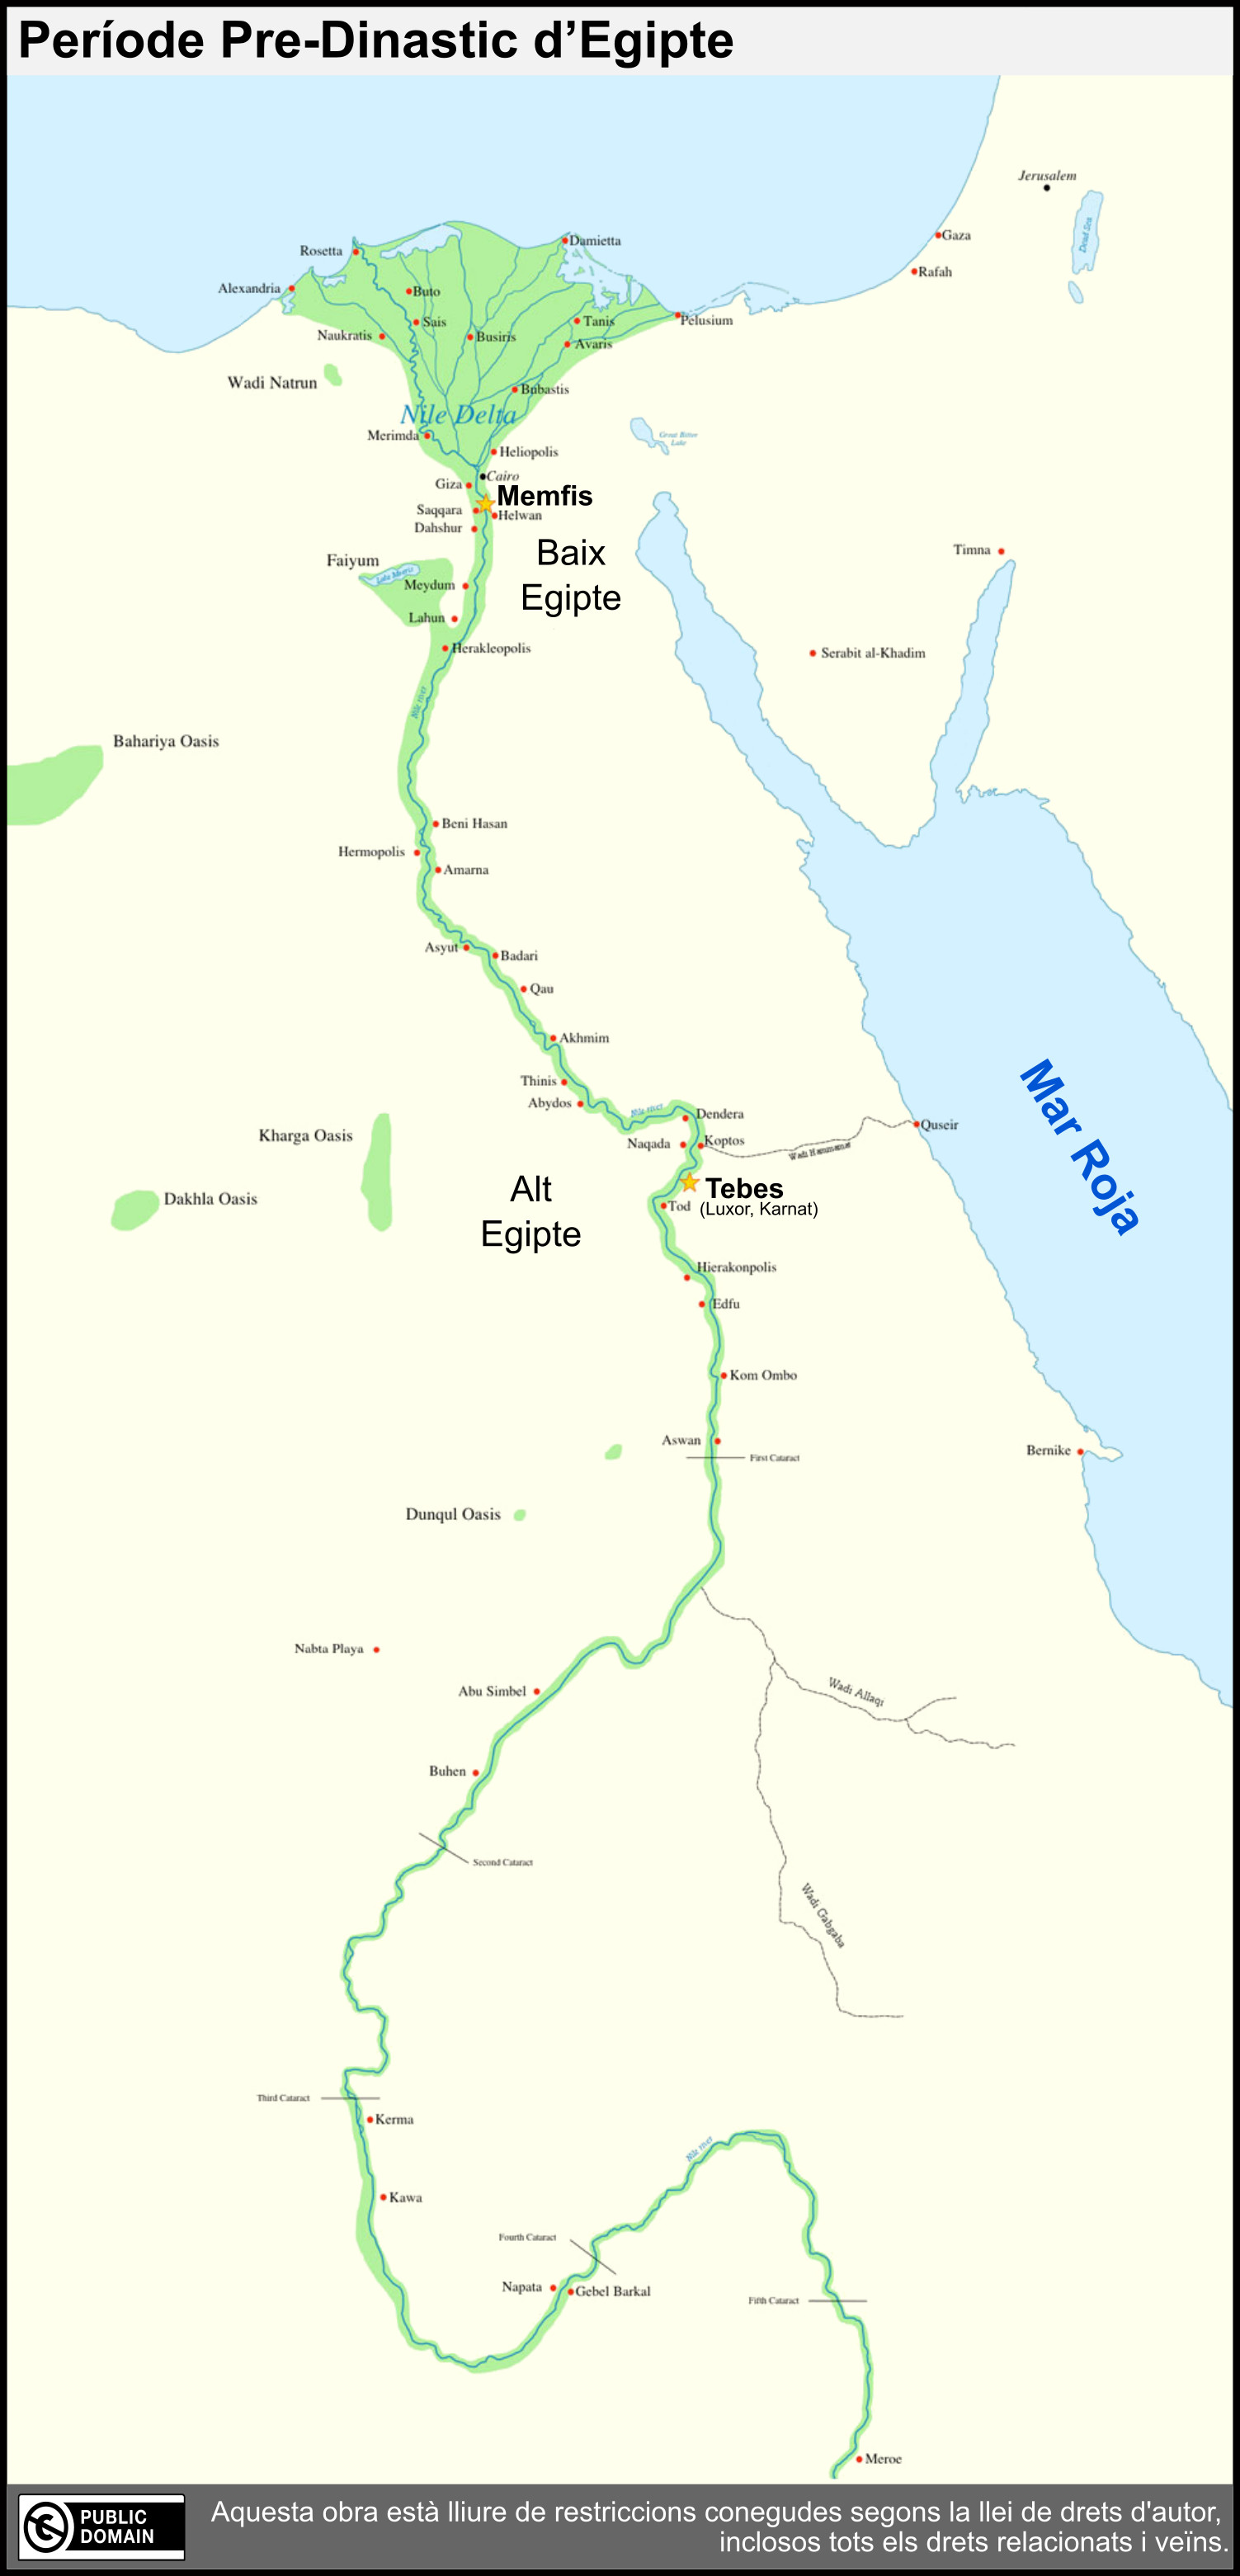 Període Pre-Dinastic d’Egipte
Jerusalem
Dead Sea
Gaza
Rafah
Damietta
Rosetta
Alexandria
Buto
Sais
Naukratis
Busiris
Tanis
Pelusium
Avaris
Wadi Natrun
Bubastis
Nile Delta
Merimda
Great Bitter
Lake
Heliopolis
Cairo
Giza
Memfis
Saqqara
Helwan
Dahshur
Baix
Egipte
Timna
Faiyum
Lake Moeris
Meydum
Lahun
Herakleopolis
Serabit al-Khadim
Nile river
Bahariya Oasis
Beni Hasan
Hermopolis
Amarna
Asyut
Badari
Qau
Akhmim
Thinis
Abydos
Nile river
Dendera
Quseir
Kharga Oasis
Naqada
Koptos
Wadi Hammamat
Mar Roja
Dakhla Oasis
Alt
Egipte
Tebes
(Luxor, Karnat)
Tod
Hierakonpolis
Edfu
Kom Ombo
Aswan
First Cataract
Bernike
Dunqul Oasis
Nabta Playa
Abu Simbel
Wadi Allaqi
Buhen
Second Cataract
Wadi Gabgaba
Third Cataract
Kerma
Nile river
Kawa
Fourth Cataract
Napata
Gebel Barkal
Fifth Cataract
Meroe
PUBLIC
DOMAIN
Aquesta obra està lliure de restriccions conegudes segons la llei de drets d'autor,
inclosos tots els drets relacionats i veïns.